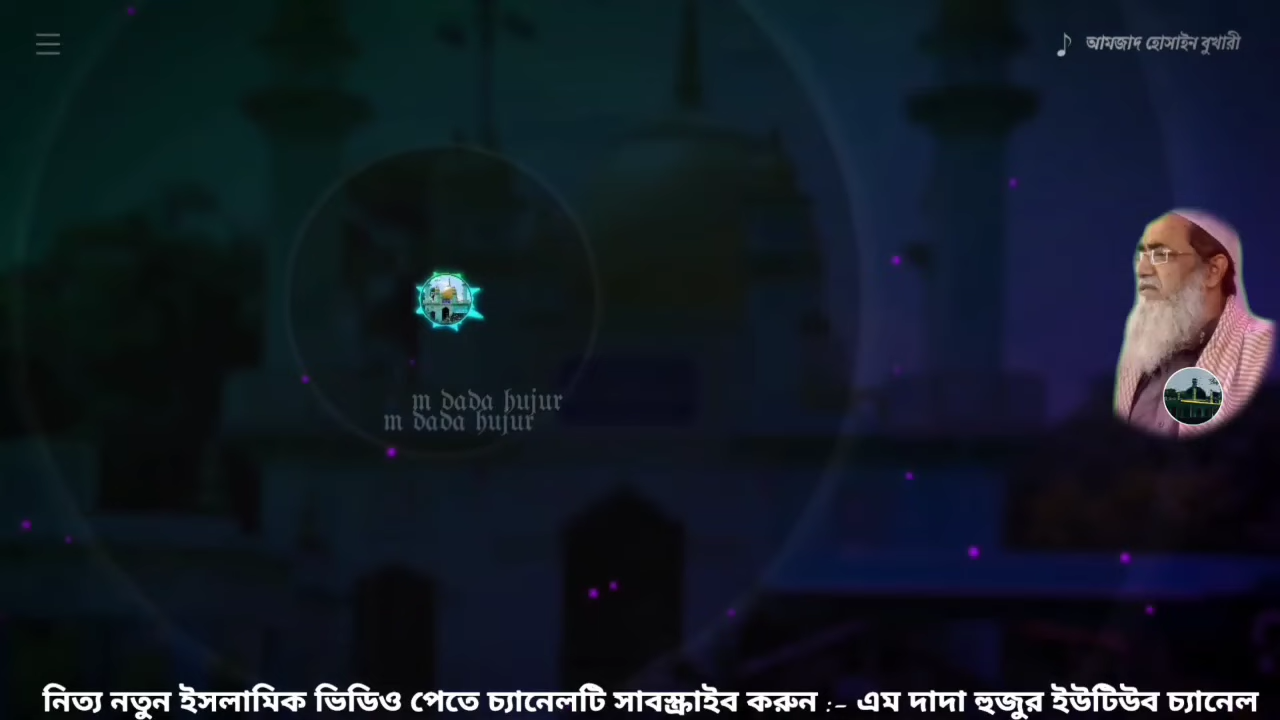 আমজাদ হোসাইন বুখারী
m dada hujur
m dada hujur
নিত্য নতুন ইসলামিক ভিডিও পেতে চ্যানেলটি সাবস্ক্রাইব করুন :- এম দাদা হুজুর ইউটিউব চ্যানেল